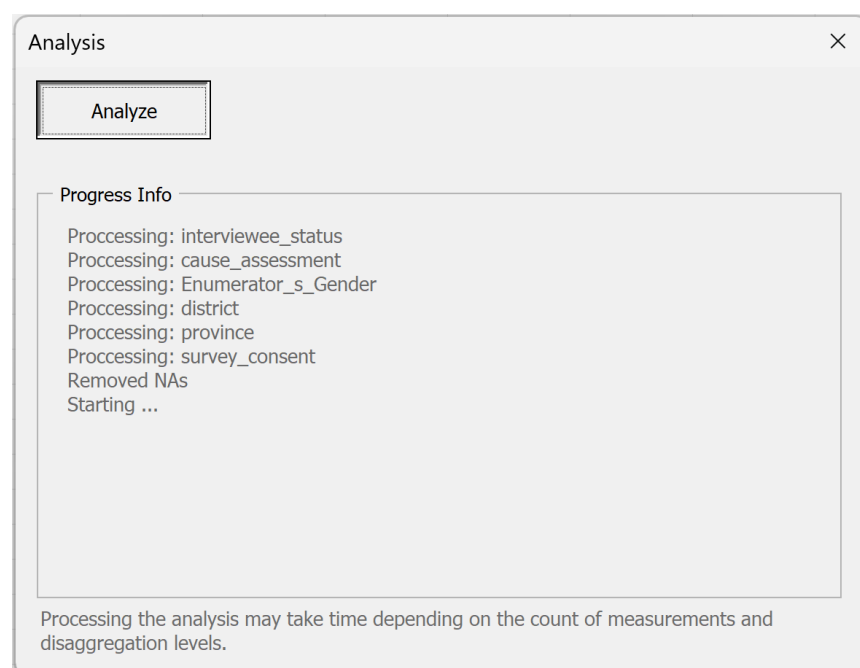 Analysis
Analyze
Progress Info
Proccessing: interviewee_status
Proccessing: cause_assessment
Proccessing: Enumerator_s_Gender
Proccessing: district
Proccessing: province
Proccessing: survey_consent
Removed NAs
Starting ...
Processing the analysis may take time depending on the count of measurements and
disaggregation levels.